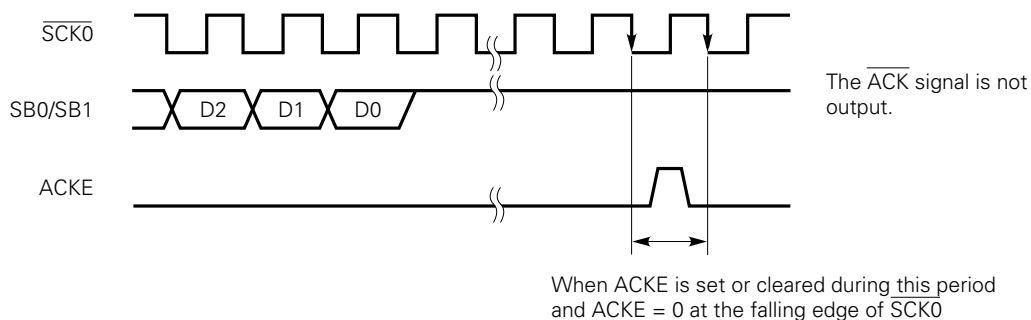 SCK0
SB0/SB1
D2
D1
D0
The ACK signal is not
output.
ACKE
When ACKE is set or cleared during this period
and ACKE = 0 at the falling edge of SCK0